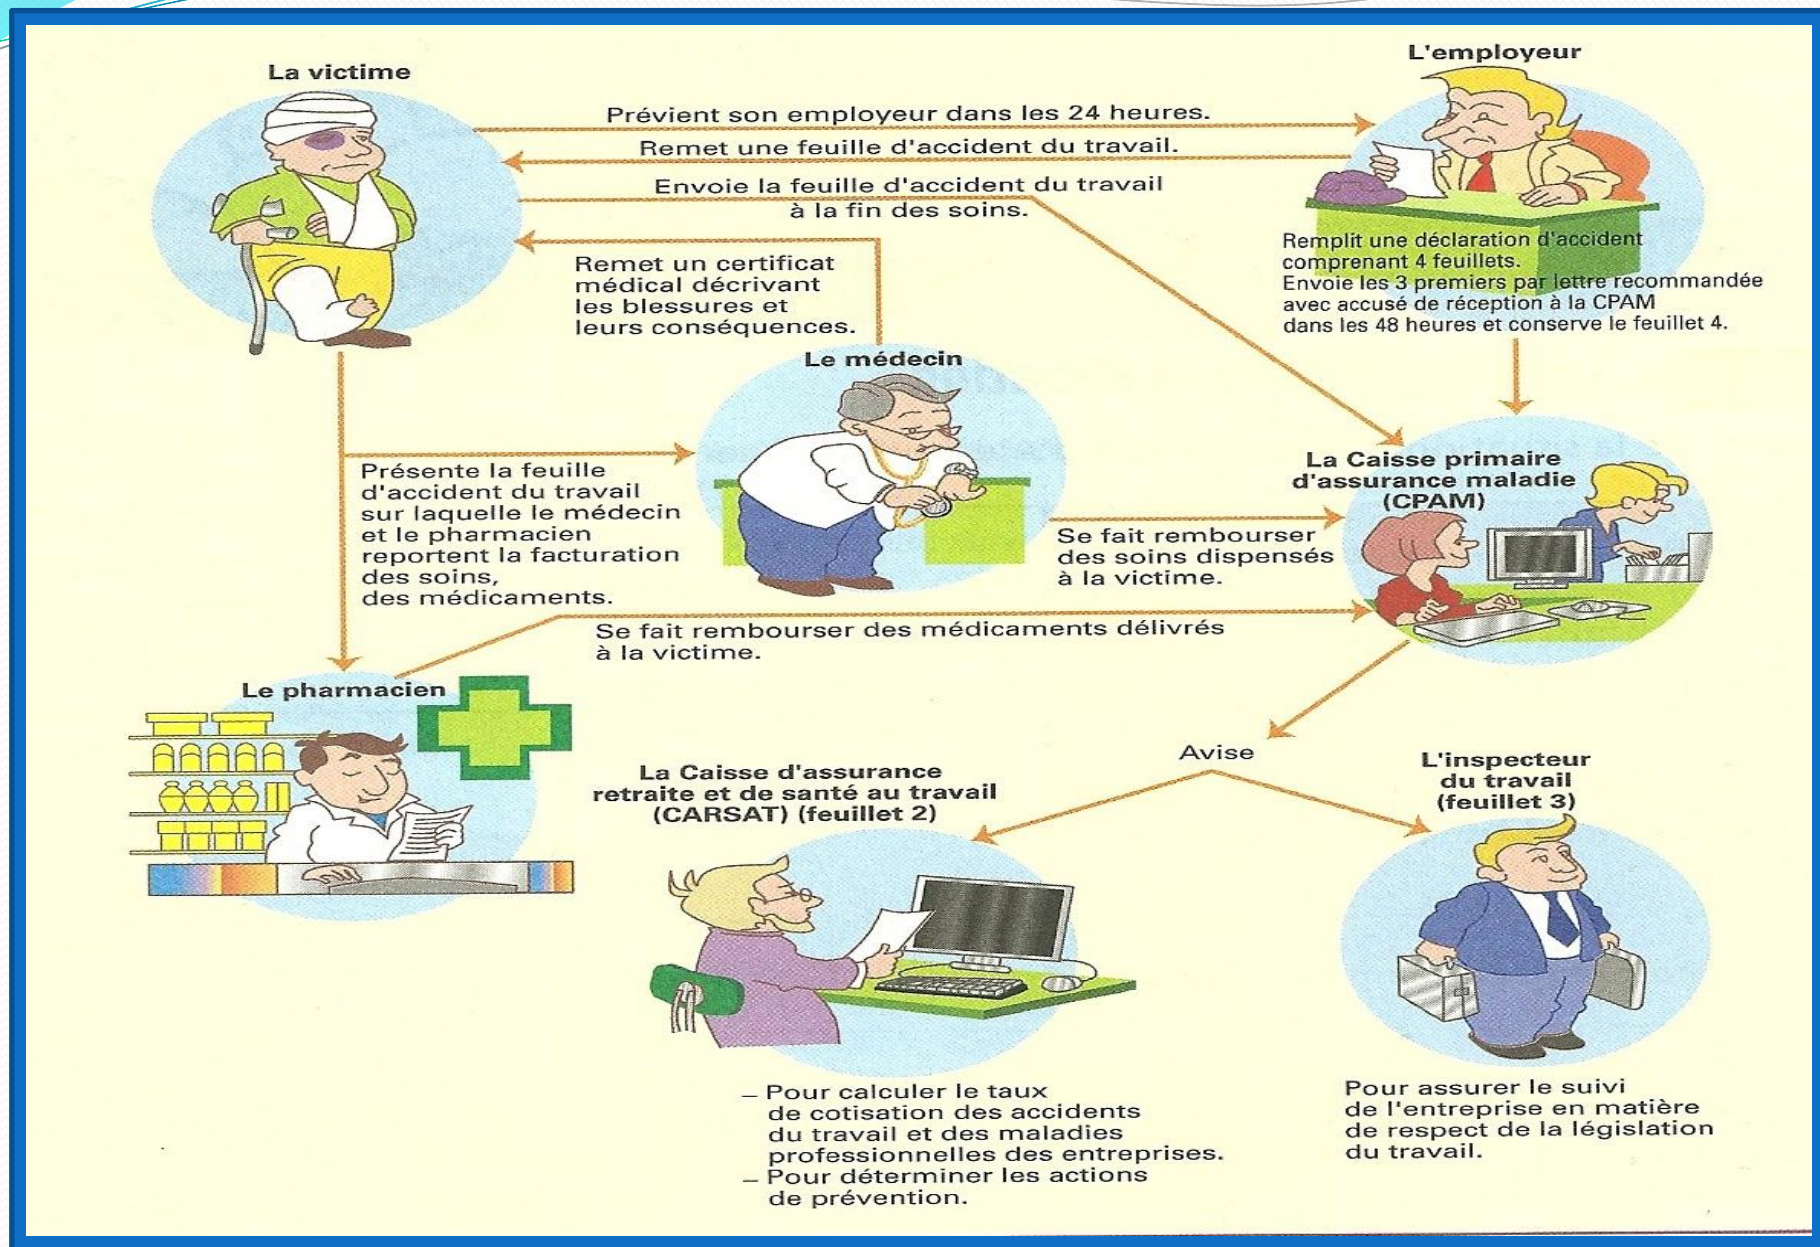 La victime
L'employeur
Prévient son employeur dans les 24 heures.
Remet une feuille d'accident du travail.
Envoie la feuille d'accident du travail
à la fin des soins.
Remplit une déclaration d'accident
comprenant 4 feuillets.
Envoie les 3 premiers par lettre recommandée
avec accusé de réception à la CPAM
dans les 48 heures et conserve le feuillet 4.
Remet un certificat
médical décrivant
les blessures et
leurs conséquences.
Le médecin
Présente la feuille
d'accident du travail
sur laquelle le médecin
et le pharmacien
reportent la facturation
des soins,
des médicaments.
La Caisse primaire
d'assurance maladie
(CPAM)
Se fait rembourser
des soins dispensés
à la victime.
Se fait rembourser des médicaments délivrés
à la victime.
Le pharmacien
Avise
La Caisse d'assurance
retraite et de santé au travail
(CARSAT) (feuillet 2)
L'inspecteur
du travail
(feuillet 3)
– Pour calculer le taux
de cotisation des accidents
du travail et des maladies
professionnelles des entreprises.
– Pour déterminer les actions
de prévention.
Pour assurer le suivi
de l'entreprise en matière
de respect de la législation
du travail.